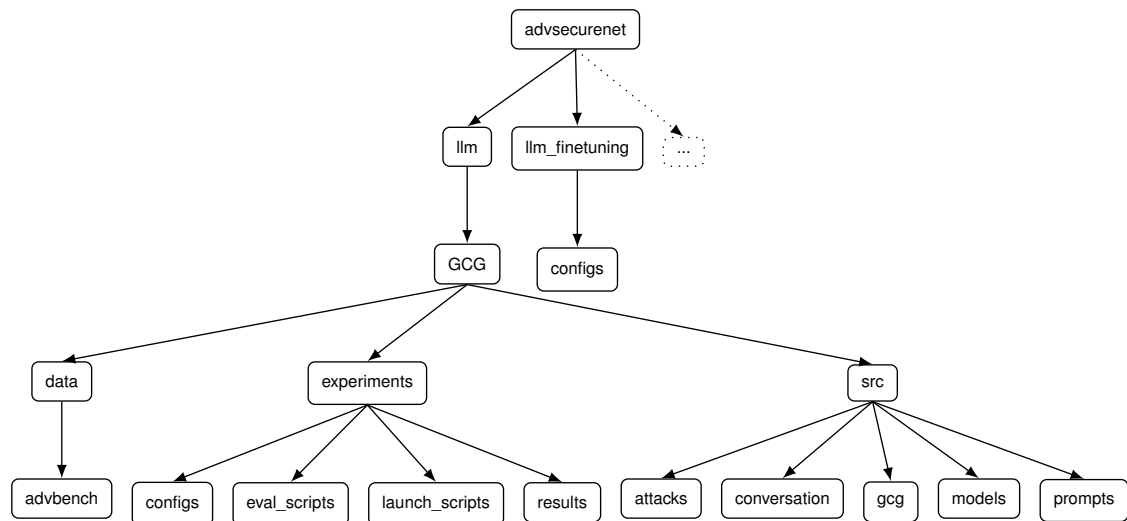 advsecurenet
llm
llm_finetuning
...
GCG
configs
data
experiments
src
advbench
configs
eval_scripts
launch_scripts
results
attacks
conversation
gcg
models
prompts